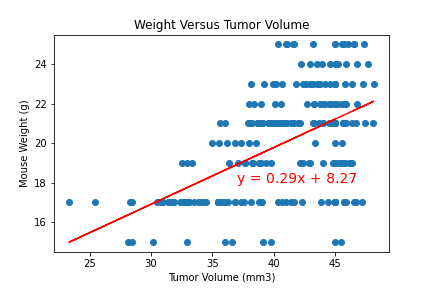 Weight Versus Tumor Volume
Mouse Weight (g)
24
22
20
18
16
y = 0.29x + 8.27
25 30 35 40 45
Tumor Volume (mm3)